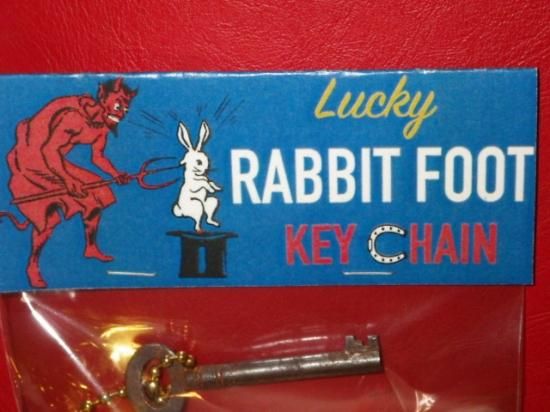 Lucky
RABBIT FOOT
KEY CHAIN